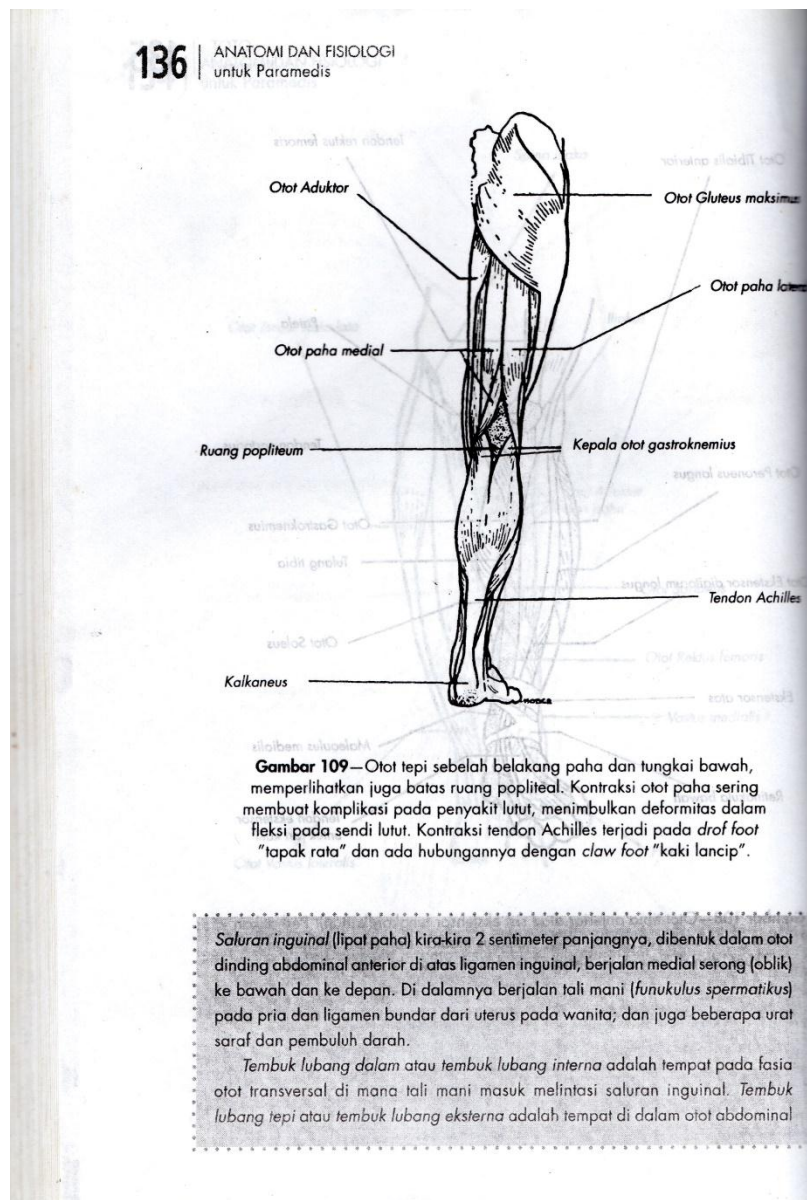 136
ANATOMI DAN FISIOLOGI
untuk Paramedis
Otot Aduktor
Otot Gluteus maksimus
Otot paha
Otot paha medial
Ruang popliteum
Kepala otot gastroknemius
Tendon Achilles
Kalkaneus
Gambar 109—Otot tepi sebelah belakang paha dan tungkai bawah,
memperlihatkan juga batas ruang popliteal. Kontraksi otot paha sering
membuat komplikasi pada penyakit lutut, menimbulkan deformitas dalam
fleksi pada sendi lutut. Kontraksi tendon Achilles terjadi pada drof foot
"tapak rata" dan ada hubungannya dengan claw foot "kaki lancip".
Saluran inguinal (lipat paha) kira-kira 2 sentimeter panjangnya, dibentuk dalam otot
dinding abdominal anterior di atas ligamen inguinal, berjalan medial serong (oblik)
ke bawah dan ke depan. Di dalamnya berjalan tali mani (funukulus spermatikus)
pada pria dan ligamen bundar dari uterus pada wanita; dan juga beberapa urat
saraf dan pembuluh darah.
Tembuk lubang dalam atau tembuk lubang interna adalah tempat pada fasia
otot transversal di mana tali mani masuk melintasi saluran inguinal. Tembuk
lubang tepi atau tembuk lubang eksterna adalah tempat di dalam otot abdominal